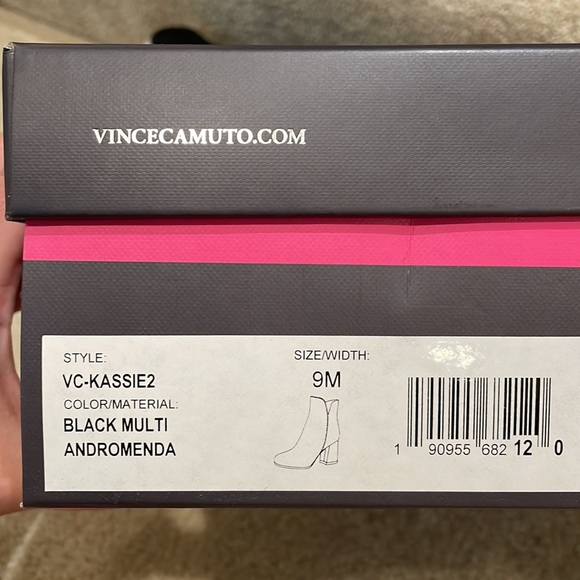 VINCECAMUTO.COM
STYLE:
VC-KASSIE2
COLOR/MATERIAL:
BLACK MULTI
ANDROMENDA
SIZE/WIDTH:
9M
1 90955 682 12 0